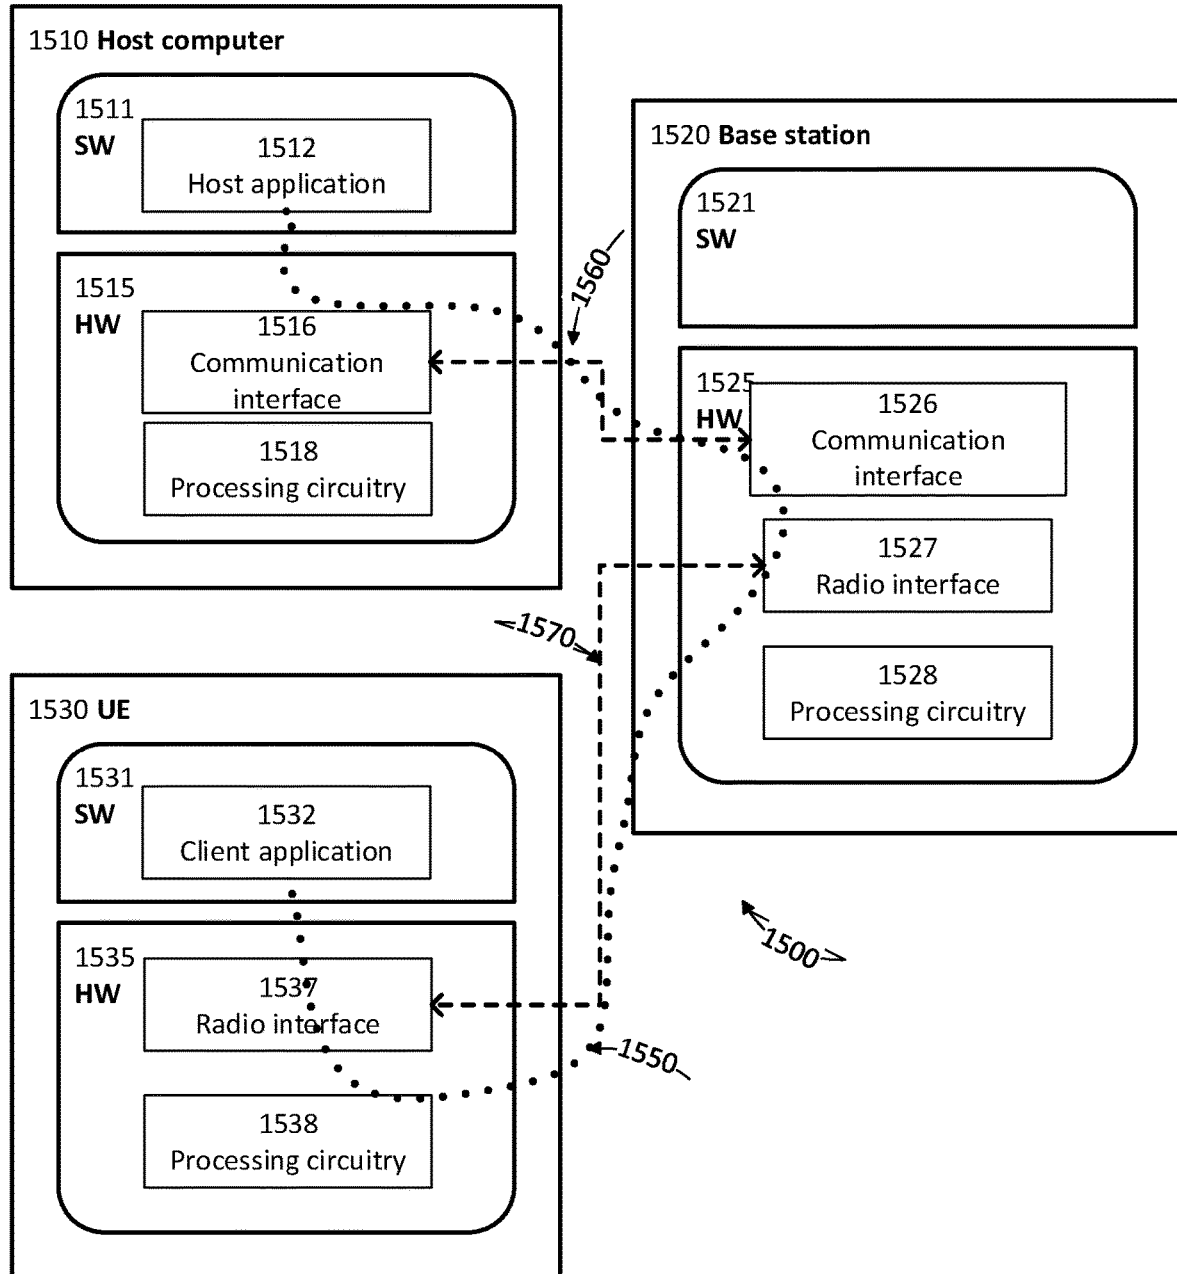 1510 Host computer
1511
SW
1512
Host application
1515
HW
1516
Communication
interface
1518
Processing circuitry
1560
1520 Base station
1521
SW
1525
HW
1526
Communication
interface
1527
Radio interface
1528
Processing circuitry
1570
1530 UE
1531
SW
1532
Client application
1535
HW
1537
Radio interface
1538
Processing circuitry
1500
1550